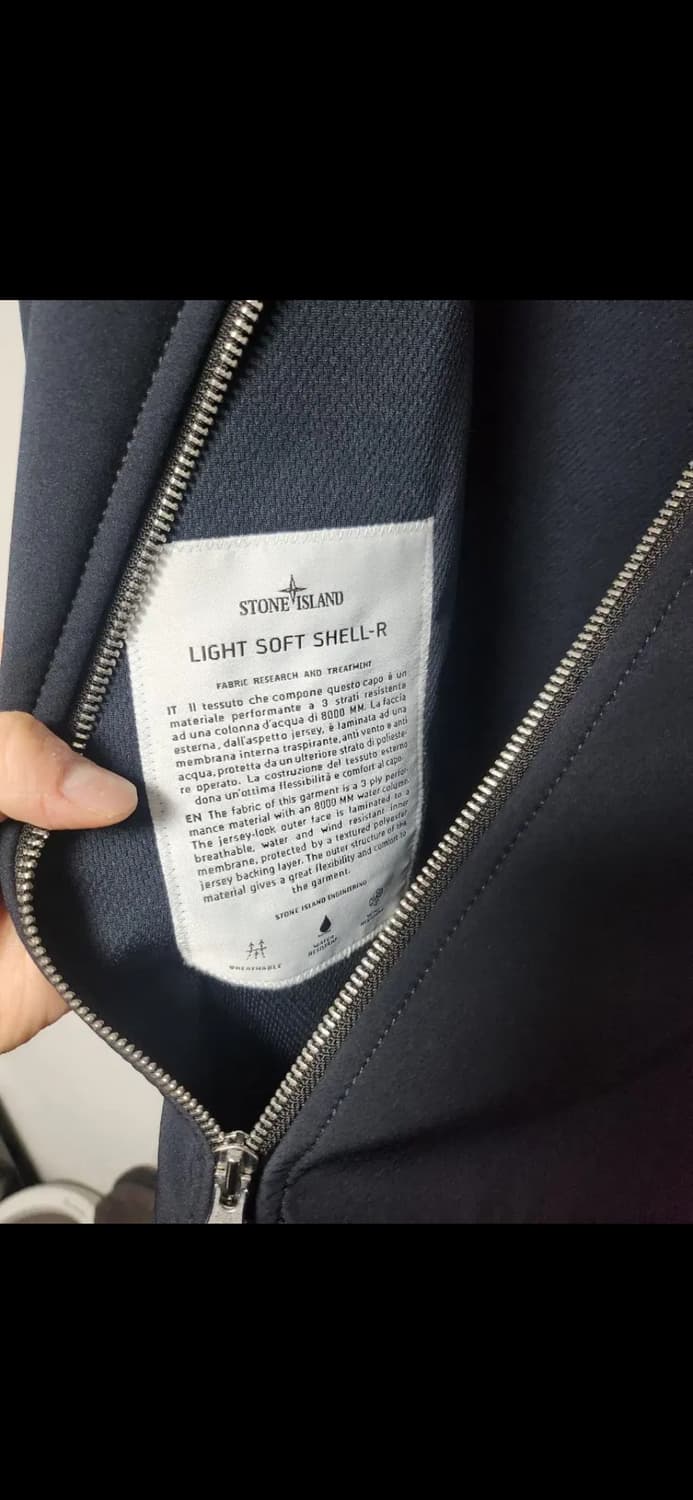 STONE ISLAND
LIGHT SOFT SHELL-R
FABRIC RESEARCH AND TREATMENT
IT Il tessuto che compone questo capo è un
materiale performante a 3 strati resistente
ad una colonna d'acqua di 8000 MM. La faccia
esterna, dall'aspetto jersey, è laminata ad una
membrana interna traspirante, anti vento e anti
acqua, protetta da un ulteriore strato di polieste-
re operato. La costruzione del tessuto esterno
dona un'ottima flessibilità e comfort al capo.
EN The fabric of this garment is a 3 ply perfor-
mance material with an 8000 MM water column.
The jersey-look outer face is laminated to a
breathable, water and wind resistant inner
membrane, protected by a textured polyester
jersey backing layer. The outer structure of the
material gives a great flexibility and comfort to
the garment.
STONE ISLAND ENGINEERING
BREATHABLE
WATER
RESISTANT